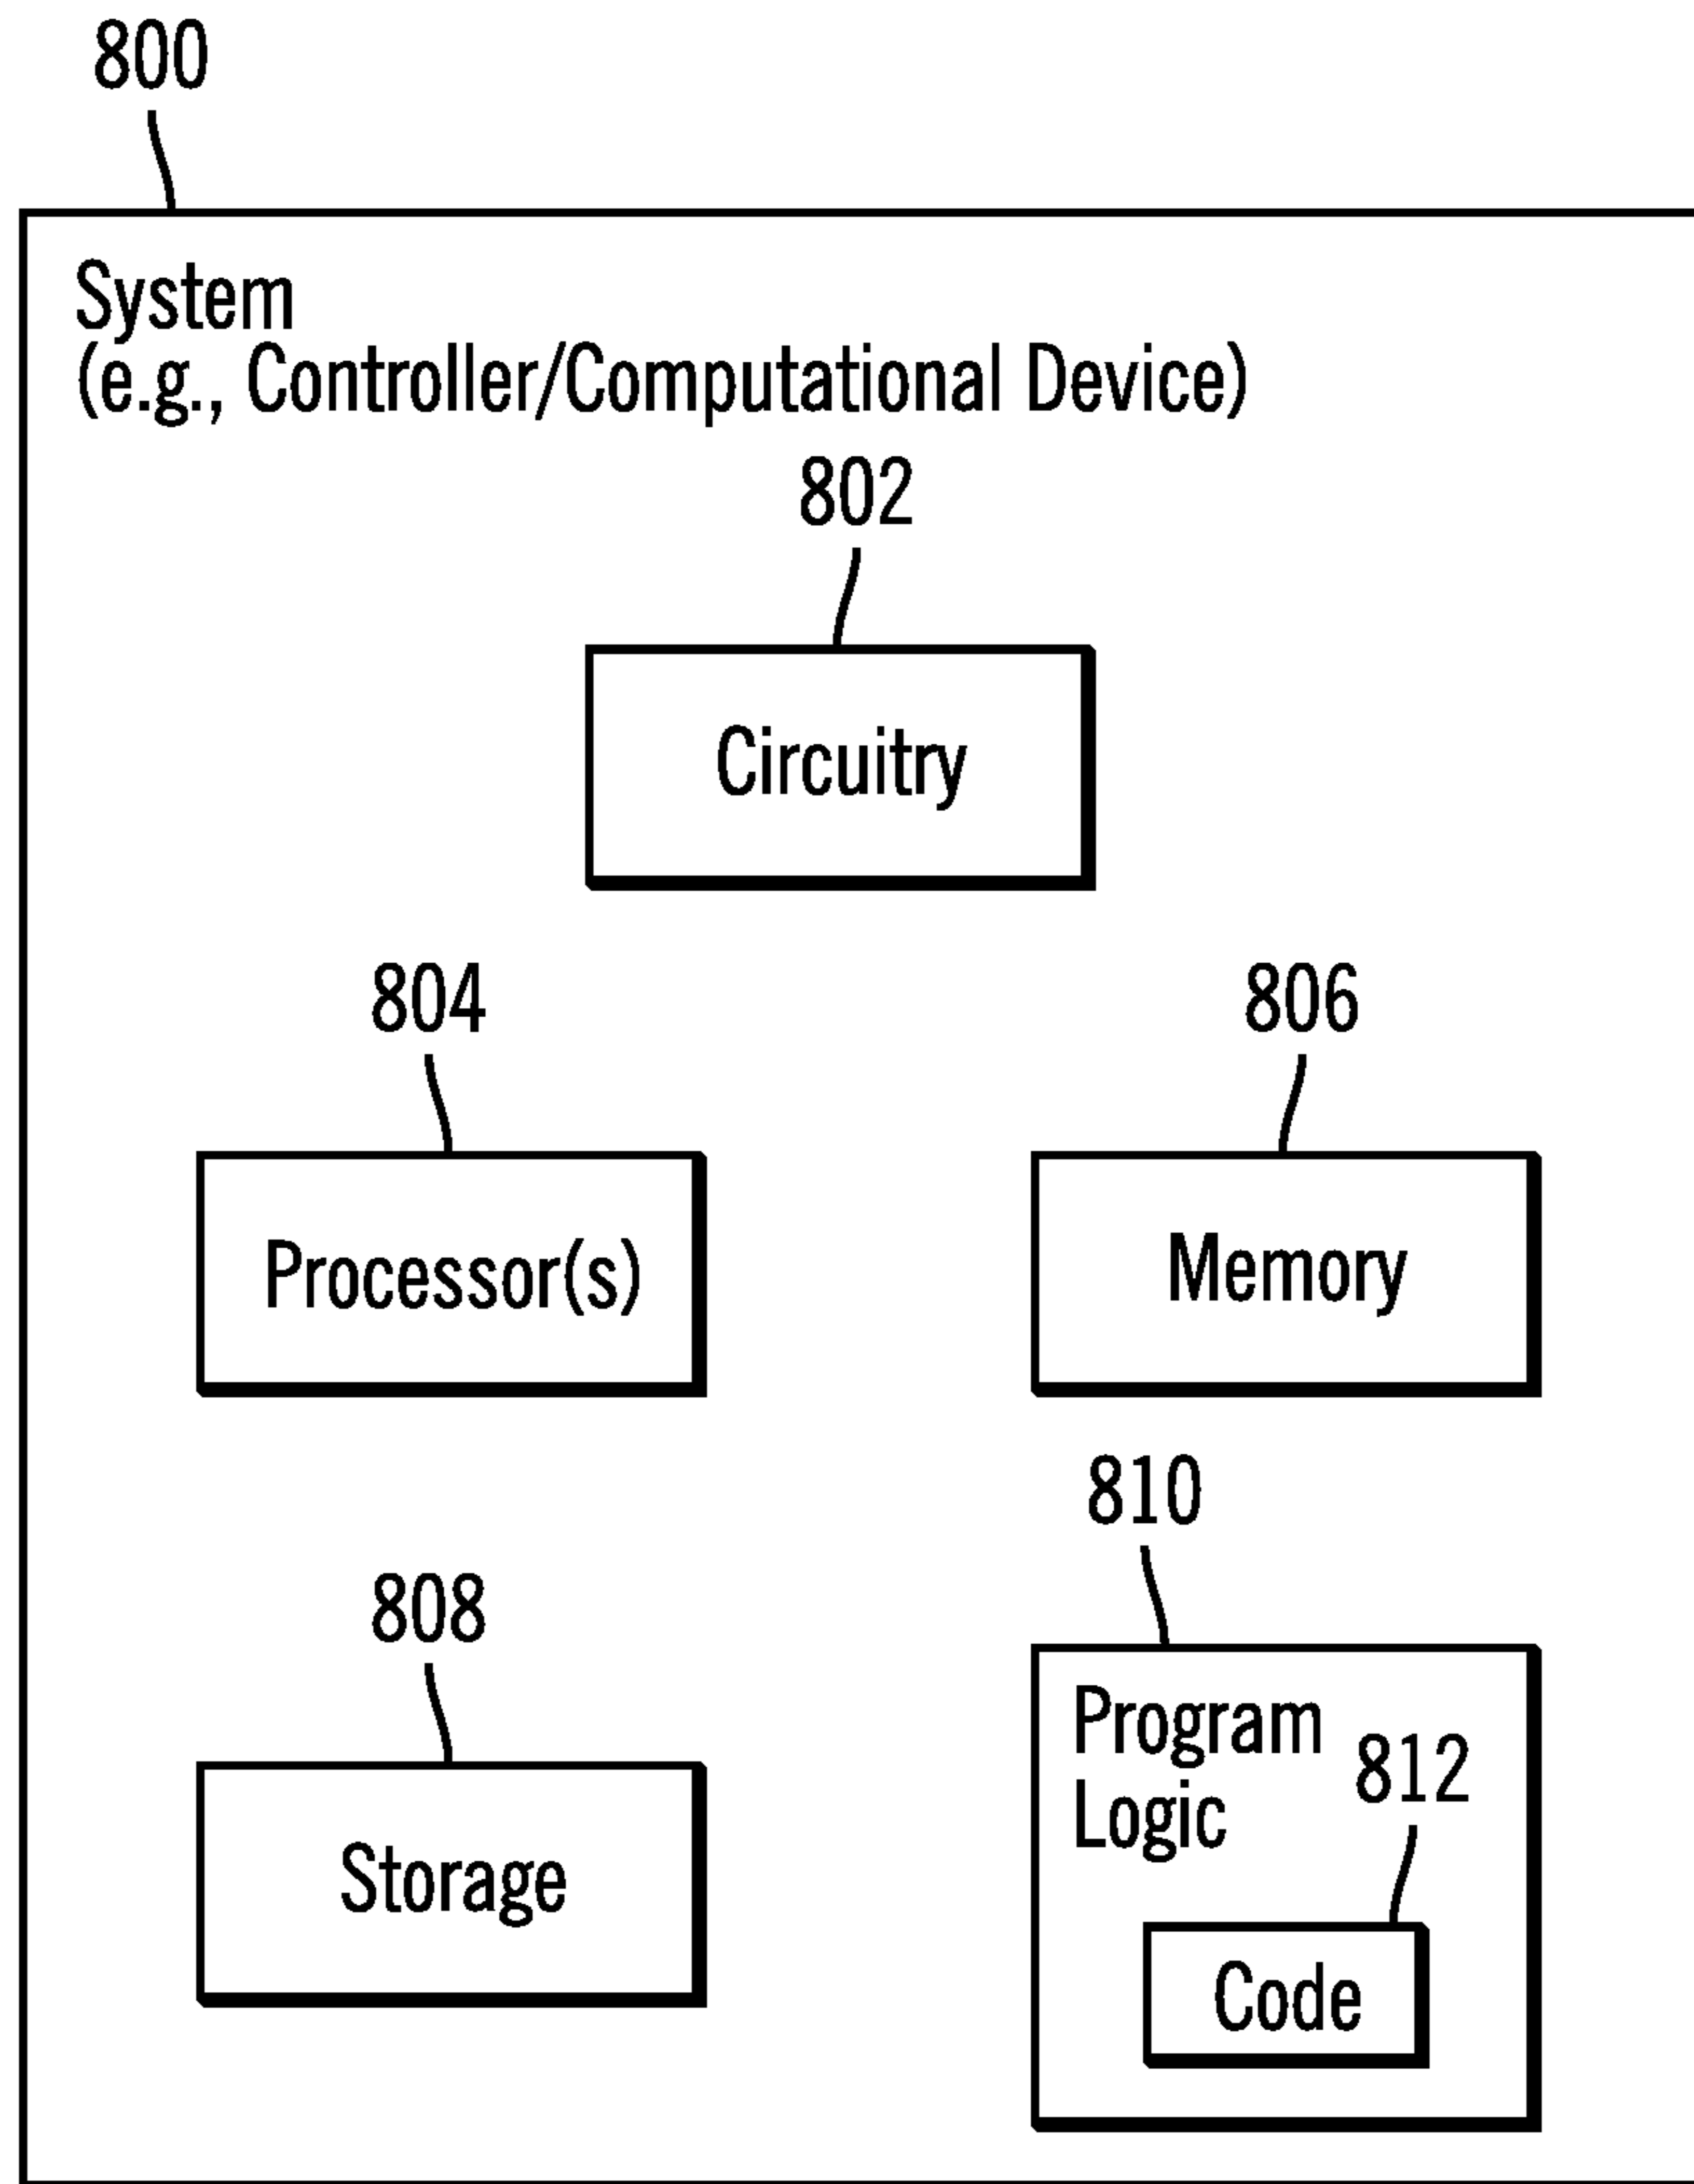 800
System
(e.g., Controller/Computational Device)
802
Circuitry
804
806
Processor(s)
Memory
810
808
Program
Logic
812
Storage
Code